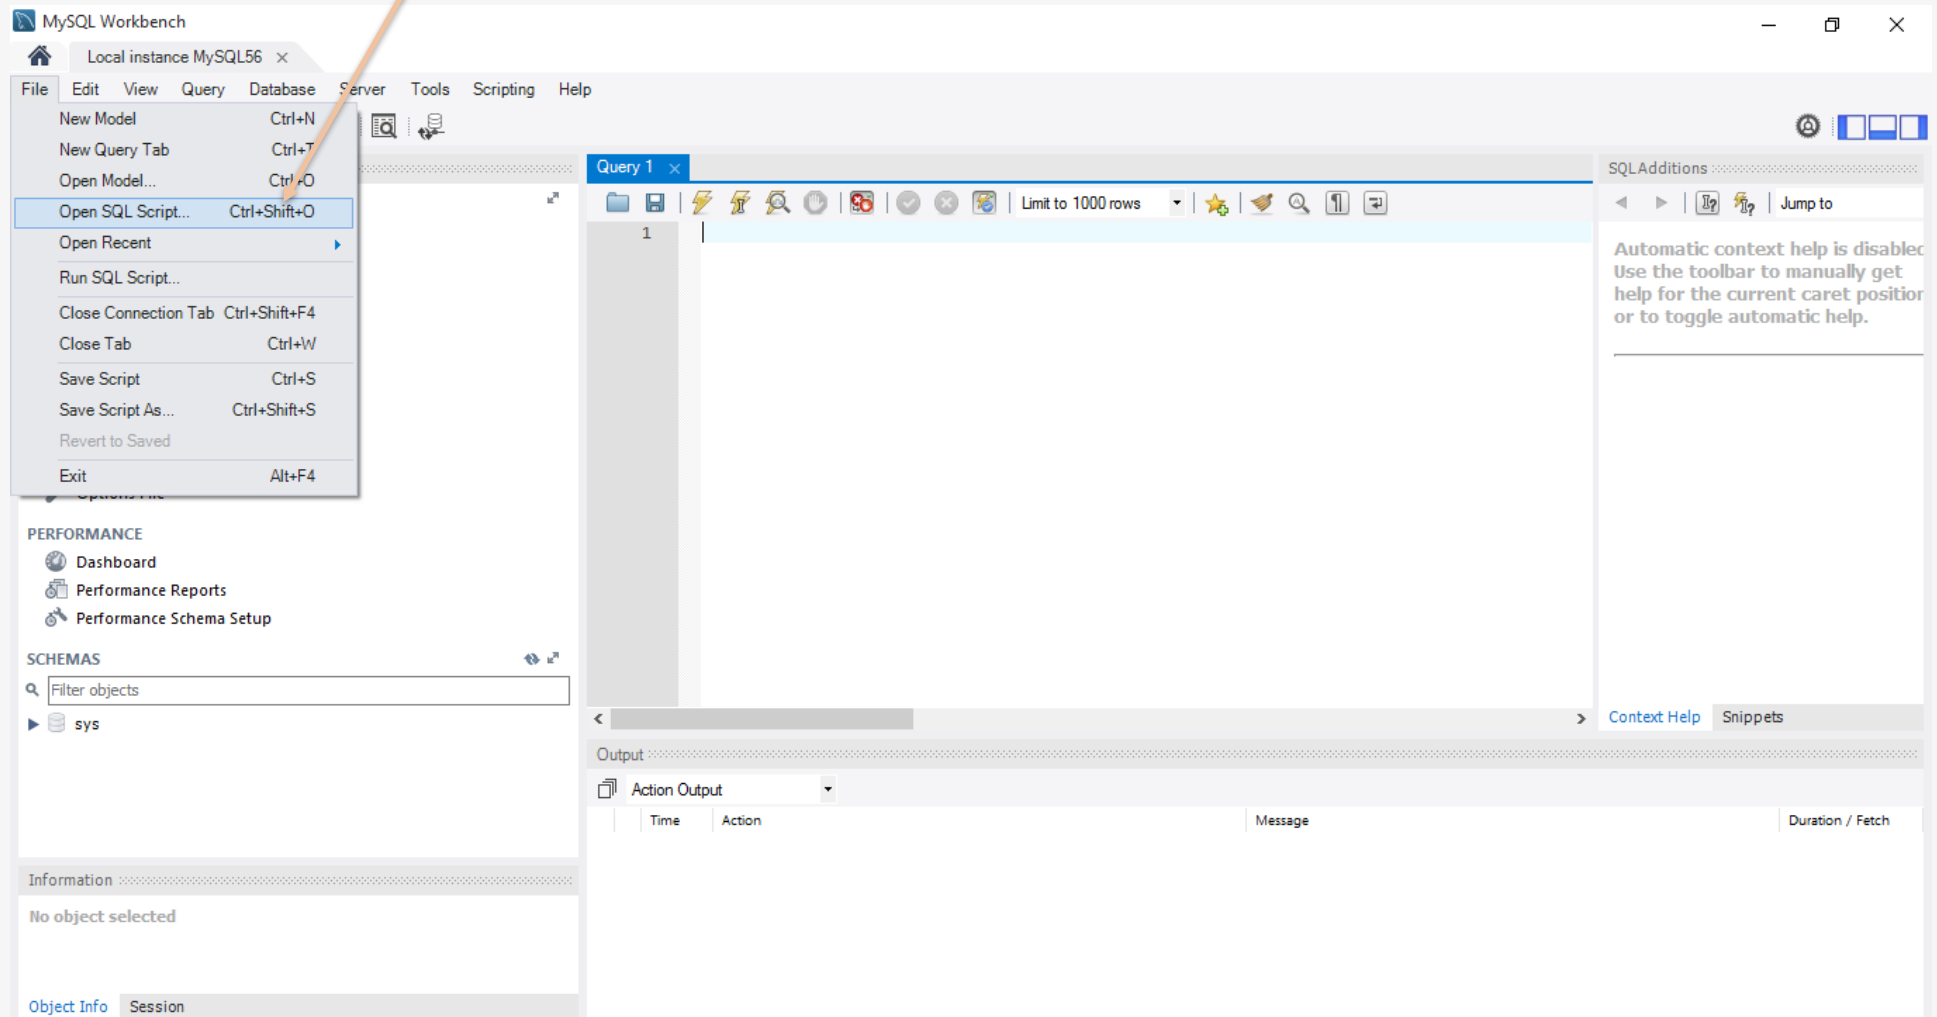 MySQL Workbench
Local instance MySQL56
File Edit View Query Database Server Tools Scripting Help
New Model Ctrl+N
New Query Tab Ctrl+T
Open Model... Ctrl+O
Open SQL Script... Ctrl+Shift+O
Open Recent
Run SQL Script...
Close Connection Tab Ctrl+Shift+F4
Close Tab Ctrl+W
Save Script Ctrl+S
Save Script As... Ctrl+Shift+S
Revert to Saved
Exit Alt+F4
Options File
PERFORMANCE
Dashboard
Performance Reports
Performance Schema Setup
SCHEMAS
Filter objects
sys
Information
No object selected
Object Info Session
Query 1
Limit to 1000 rows
1
SQLAdditions
Jump to
Automatic context help is disabled
Use the toolbar to manually get
help for the current caret position
or to toggle automatic help.
Context Help Snippets
Output
Action Output
Time Action Message Duration / Fetch